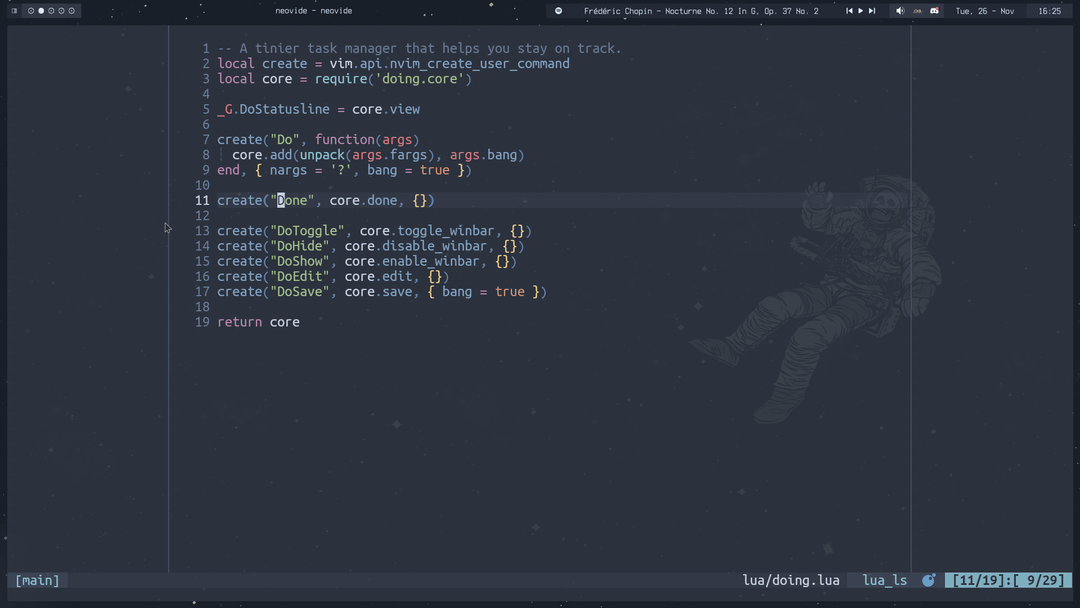 neovide - neovide
Frédéric Chopin - Nocturne No. 12 In G, Op. 37 No. 2
Tue, 26 - Nov
16:25
1 -- A tinier task manager that helps you stay on track.
2 local create = vim.api.nvim_create_user_command
3 local core = require('doing.core')
4
5 _G.DoStatusline = core.view
6
7 create("Do", function(args)
8 core.add(unpack(args.fargs), args.bang)
9 end, { nargs = '?', bang = true })
10
11 create("Done", core.done, {})
12
13 create("DoToggle", core.toggle_winbar, {})
14 create("DoHide", core.disable_winbar, {})
15 create("DoShow", core.enable_winbar, {})
16 create("DoEdit", core.edit, {})
17 create("DoSave", core.save, { bang = true })
18
19 return core
[main]
lua/doing.lua
lua_ls
[11/19]:[ 9/29]